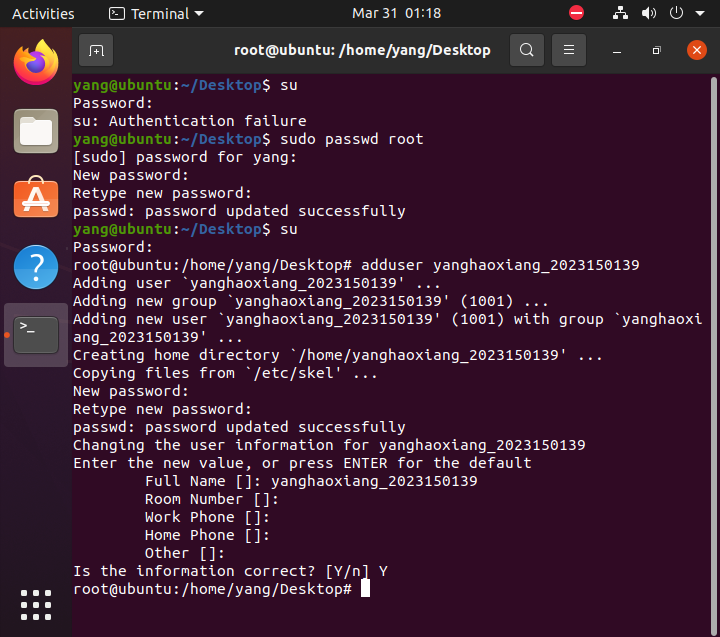 Activities
Terminal
Mar 31 01:18
root@ubuntu: /home/yang/Desktop
yang@ubuntu:~/Desktop$ su
Password:
su: Authentication failure
yang@ubuntu:~/Desktop$ sudo passwd root
[sudo] password for yang:
New password:
Retype new password:
passwd: password updated successfully
yang@ubuntu:~/Desktop$ su
Password:
root@ubuntu:/home/yang/Desktop# adduser yanghaoxiang_2023150139
Adding user `yanghaoxiang_2023150139' ...
Adding new group `yanghaoxiang_2023150139' (1001) ...
Adding new user `yanghaoxiang_2023150139' (1001) with group `yanghaoxi
ang_2023150139' ...
Creating home directory `/home/yanghaoxiang_2023150139' ...
Copying files from `/etc/skel' ...
New password:
Retype new password:
passwd: password updated successfully
Changing the user information for yanghaoxiang_2023150139
Enter the new value, or press ENTER for the default
        Full Name []: yanghaoxiang_2023150139
        Room Number []:
        Work Phone []:
        Home Phone []:
        Other []:
Is the information correct? [Y/n] Y
root@ubuntu:/home/yang/Desktop#